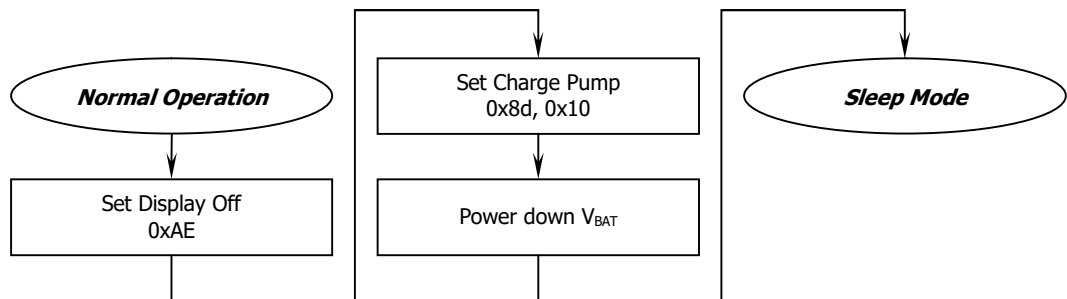 Normal Operation
Set Display Off
0xAE
Set Charge Pump
0x8d, 0x10
Power down VBAT
Sleep Mode